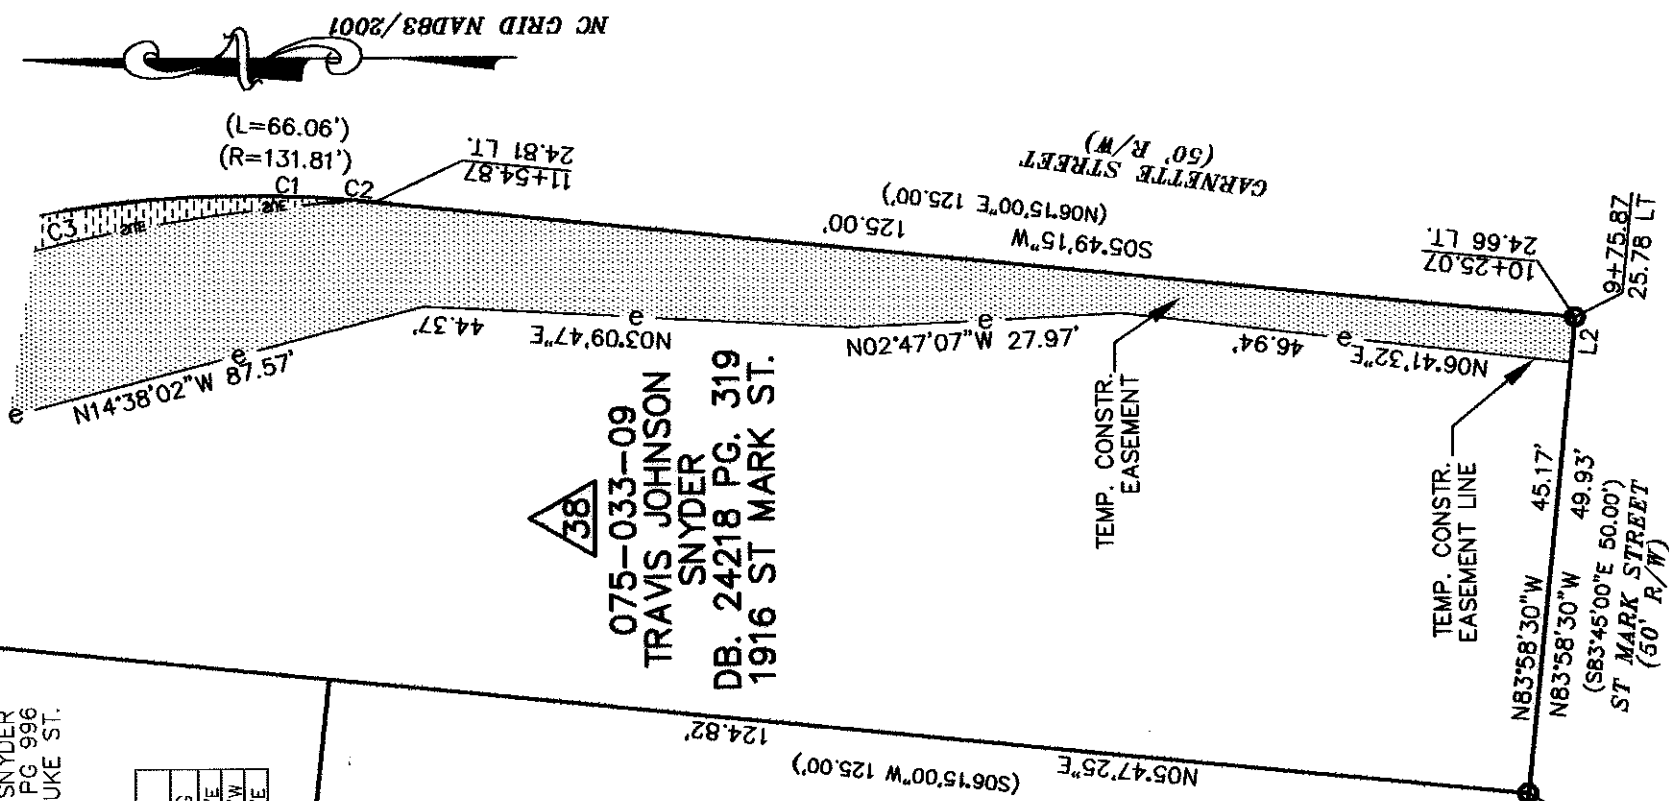 NC GRID NAD83/2001
(L=66.06')
(R=131.81')
C1
C2
C3
11+54.87
24.81 LT.
GARNETTE STREET
(50' R/W)
(N06°15'00"E 125.00')
S05°49'15"W
125.00'
10+25.07
24.66 LT.
9+75.87
25.78 LT
L2
e
N14°38'02"W 87.57'
e
44.37'
N03°09'47"E
e
N02°47'07"W 27.97'
e
46.94'
N06°41'32"E
e
TEMP. CONSTR.
EASEMENT
TEMP. CONSTR.
EASEMENT LINE
38
075-033-09
TRAVIS JOHNSON
SNYDER
DB. 24218 PG. 319
1916 ST MARK ST.
N83°58'30"W 45.17'
N83°58'30"W 49.93'
(S83°45'00"E 50.00')
ST MARK STREET
(50' R/W)
124.82'
(S06°15'00"W 125.00')
N05°47'25"E
SNYDER
PG 996
UKE ST.